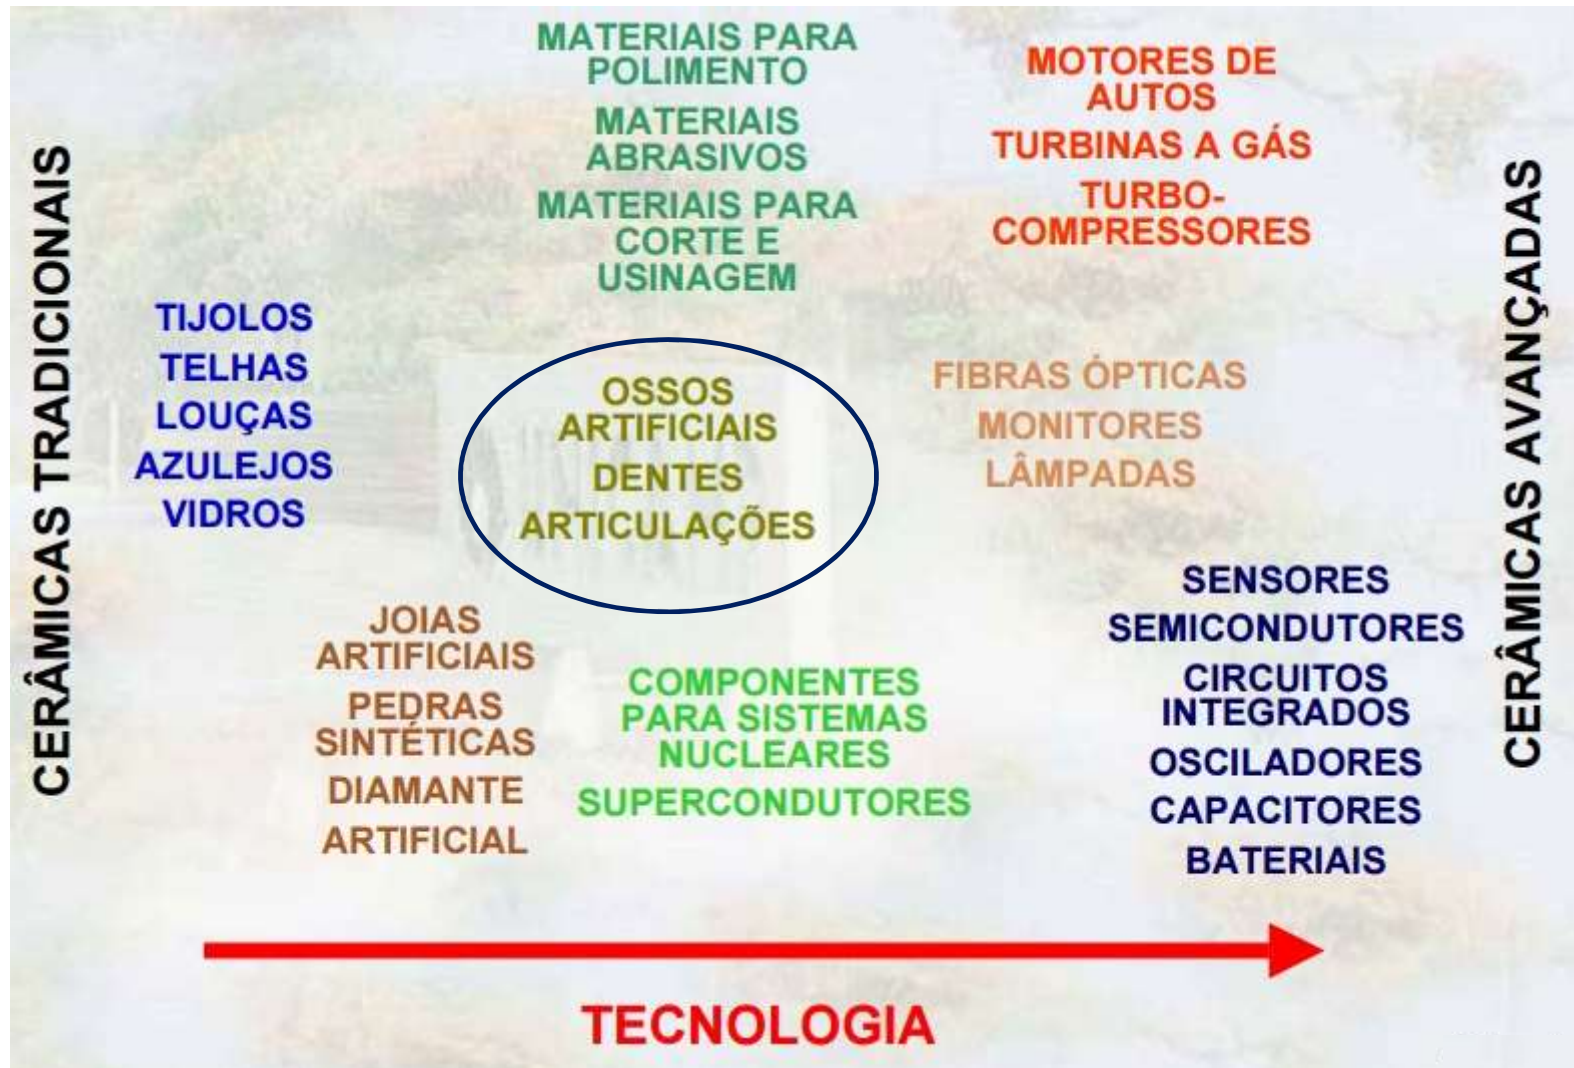 CERÂMICAS TRADICIONAIS
TIJOLOS
TELHAS
LOUÇAS
AZULEJOS
VIDROS
JOIAS
ARTIFICIAIS
PEDRAS
SINTÉTICAS
DIAMANTE
ARTIFICIAL
MATERIAIS PARA
POLIMENTO
MATERIAIS
ABRASIVOS
MATERIAIS PARA
CORTE E
USINAGEM
OSSOS
ARTIFICIAIS
DENTES
ARTICULAÇÕES
COMPONENTES
PARA SISTEMAS
NUCLEARES
SUPERCONDUTORES
MOTORES DE
AUTOS
TURBINAS A GÁS
TURBO-
COMPRESSORES
FIBRAS ÓPTICAS
MONITORES
LÂMPADAS
SENSORES
SEMICONDUTORES
CIRCUITOS
INTEGRADOS
OSCILADORES
CAPACITORES
BATERIAIS
CERÂMICAS AVANÇADAS
TECNOLOGIA